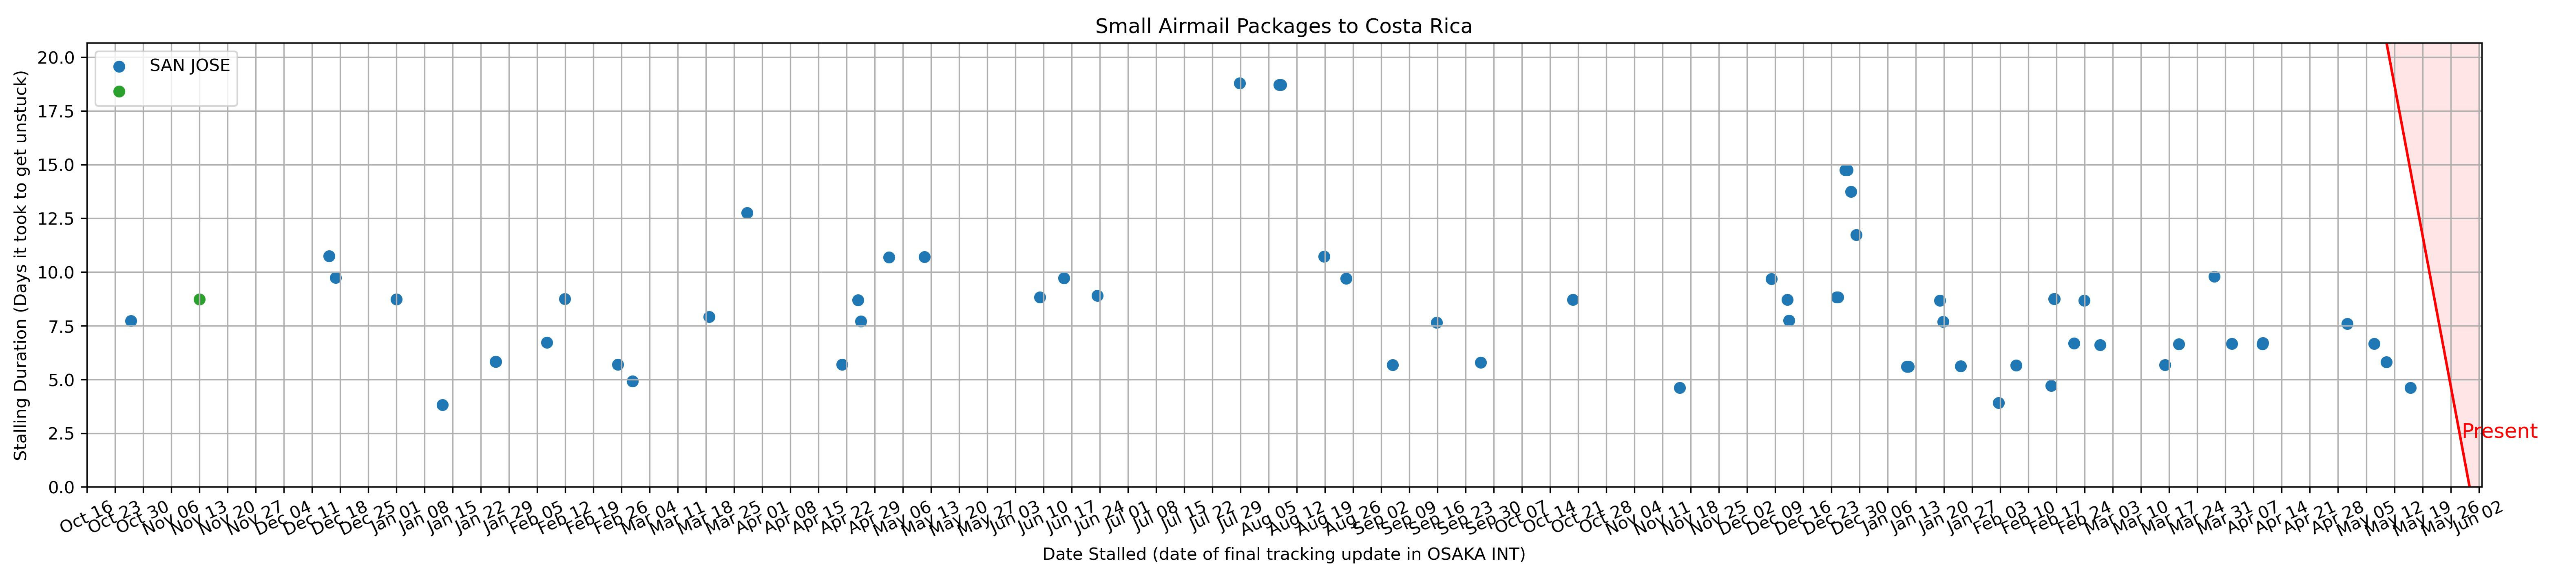 Small Airmail Packages to Costa Rica
SAN JOSE
Stalling Duration (Days it took to get unstuck)
20.0
17.5
15.0
12.5
10.0
7.5
5.0
2.5
0.0
Present
Oct 16
Oct 23
Oct 30
Nov 06
Nov 13
Nov 20
Nov 27
Dec 04
Dec 11
Dec 18
Dec 25
Jan 01
Jan 08
Jan 15
Jan 22
Jan 29
Feb 05
Feb 12
Feb 19
Feb 26
Mar 04
Mar 11
Mar 18
Mar 25
Apr 01
Apr 08
Apr 15
Apr 22
Apr 29
May 06
May 13
May 20
May 27
Jun 03
Jun 10
Jun 17
Jun 24
Jul 01
Jul 08
Jul 15
Jul 22
Jul 29
Aug 05
Aug 12
Aug 19
Aug 26
Sep 02
Sep 09
Sep 16
Sep 23
Sep 30
Oct 07
Oct 14
Oct 21
Oct 28
Nov 04
Nov 11
Nov 18
Nov 25
Dec 02
Dec 09
Dec 16
Dec 23
Dec 30
Jan 06
Jan 13
Jan 20
Jan 27
Feb 03
Feb 10
Feb 17
Feb 24
Mar 03
Mar 10
Mar 17
Mar 24
Mar 31
Apr 07
Apr 14
Apr 21
Apr 28
May 05
May 12
May 19
May 26
Jun 02
Date Stalled (date of final tracking update in OSAKA INT)